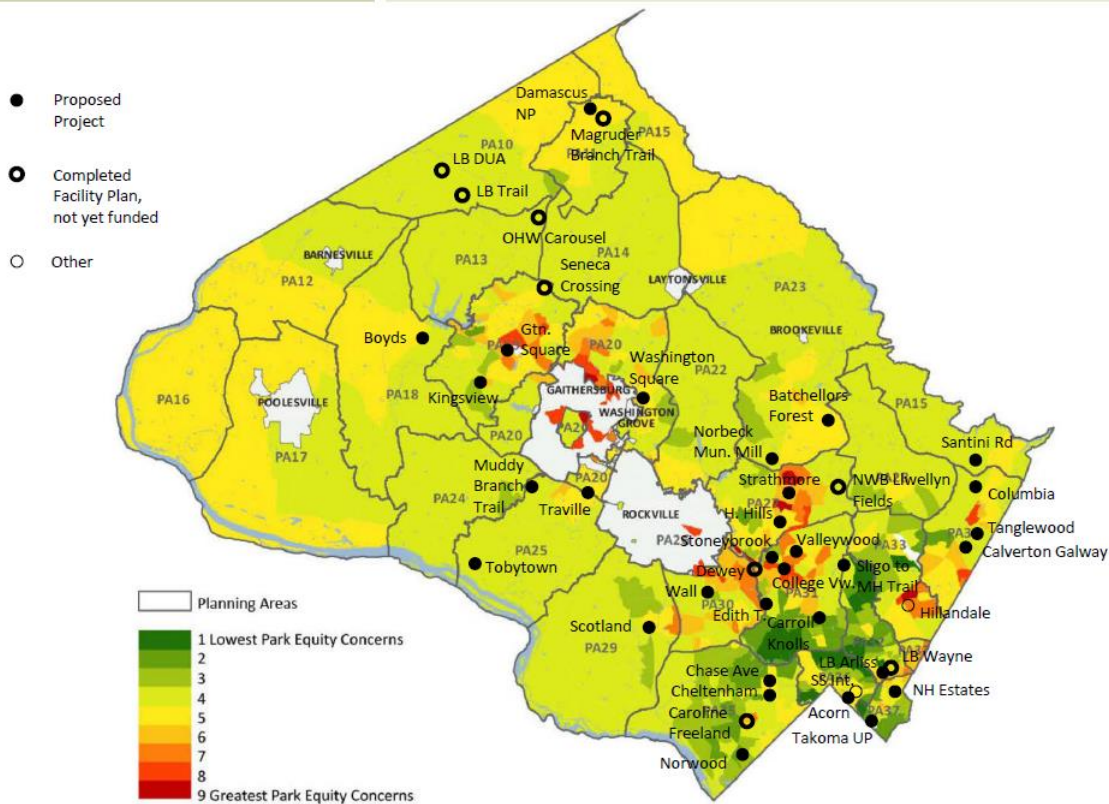 Proposed
Project
Completed
Facility Plan,
not yet funded
Other
Damascus
NP
PA15
Magruder
PA11
Branch Trail
PA10
LB DUA
LB Trail
OHW Carousel
BARNESVILLE
PA13
PA14
Seneca
Crossing
LAYTONSVILLE
PA12
PA23
BROOKEVILLE
Boyds
Gtn.
Square
PA20
Washington
Square
PA22
PA16
POOLESVILLE
PA18
Kingsview
GAITHERSBURG
WASHINGTON
GROVE
PA20
PA20
Batchellors
Forest
PA15
PA17
Norbeck
Mun. Mill
Santini Rd
Muddy
Branch
Trail
PA24
PA20
Traville
Strathmore
NWB Llwellyn
Fields
Columbia
ROCKVILLE
H. Hills
Tanglewood
Stoneybrook
Valleywood
PA33
Calverton Galway
PA25
Tobytown
Dewey
College Vw.
PA31
Sligo to
MH Trail
Wall
PA30
Edith T.
Hillandale
Scotland
Carroll
Knolls
PA29
Chase Ave
LB Arliss
LB Wayne
Cheltenham
SS Int.
NH Estates
Caroline
Freeland
Acorn
PA37
Takoma UP
Norwood
Planning Areas
1 Lowest Park Equity Concerns
2
3
4
5
6
7
8
9 Greatest Park Equity Concerns